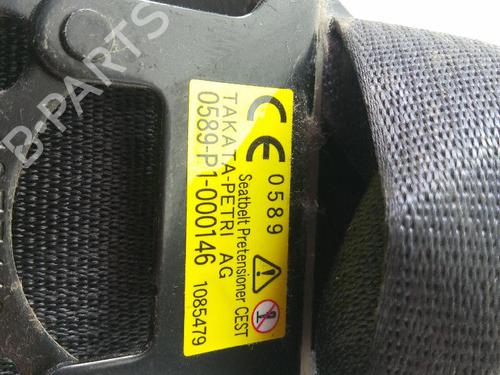 CE 0589
Seatbelt Pretensioner CEST
TAKATA-PETRI AG
0589-P1-000146 1085479
B-PARTS